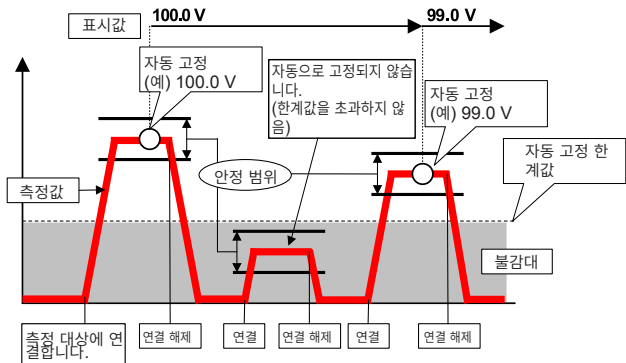 표시값
100.0 V
99.0 V
자동 고정
(예) 100.0 V
자동으로 고정되지 않습
니다.
(한계값을 초과하지 않
음)
자동 고정
(예) 99.0 V
자동 고정 한
계값
측정값
안정 범위
불감대
측정 대상에 연
결합니다.
연결 해제
연결
연결 해제
연결
연결 해제